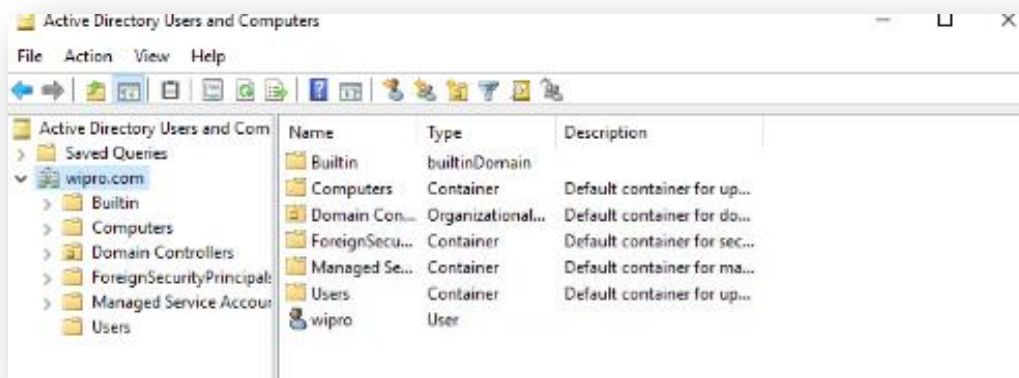 Active Directory Users and Computers
File Action View Help
Active Directory Users and Com
Saved Queries
wipro.com
Builtin
Computers
Domain Controllers
ForeignSecurityPrincipals
Managed Service Accour
Users
Name Type Description
Builtin builtinDomain
Computers Container Default container for up...
Domain Con... Organizational... Default container for do...
ForeignSecu... Container Default container for sec...
Managed Se... Container Default container for ma...
Users Container Default container for up...
wipro User